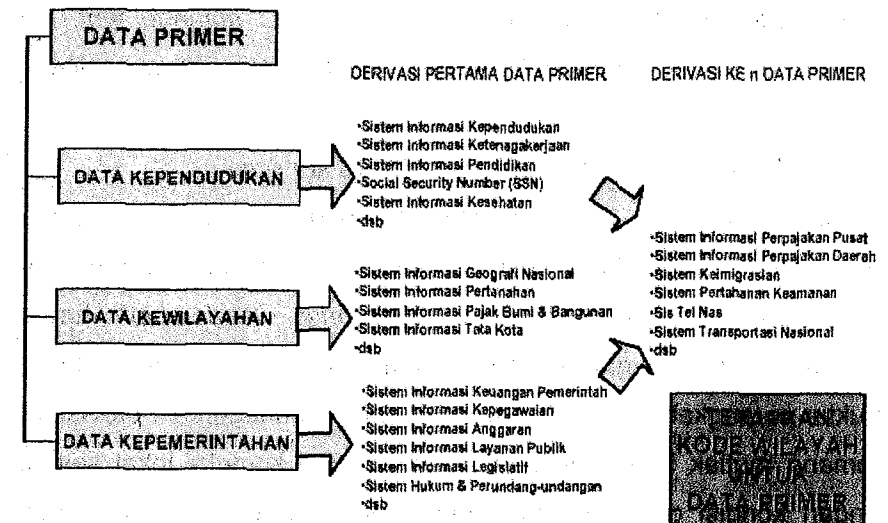 DATA PRIMER
DERIVASI PERTAMA DATA PRIMER
DERIVASI KE n DATA PRIMER
DATA KEPENDUDUKAN
•Sistem Informasi Kependudukan
•Sistem Informasi Ketenagakerjaan
•Sistem Informasi Pendidikan
•Social Security Number (SSN)
•Sistem Informasi Kesehatan
•dsb
DATA KEWILAYAHAN
•Sistem Informasi Geografi Nasional
•Sistem Informasi Pertanahan
•Sistem Informasi Pajak Bumi & Bangunan
•Sistem Informasi Tata Kota
•dsb
DATA KEPEMERINTAHAN
•Sistem Informasi Keuangan Pemerintah
•Sistem Informasi Kepegawaian
•Sistem Informasi Anggaran
•Sistem Informasi Layanan Publik
•Sistem Informasi Legislatif
•Sistem Hukum & Perundang-undangan
•dsb
•Sistem Informasi Perpajakan Pusat
•Sistem Informasi Perpajakan Daerah
•Sistem Keimigrasian
•Sistem Pertahanan Keamanan
•Sis Tel Nas
•Sistem Transportasi Nasional
•dsb
KODE WILAYAH
UNTUK
DATA PRIMER